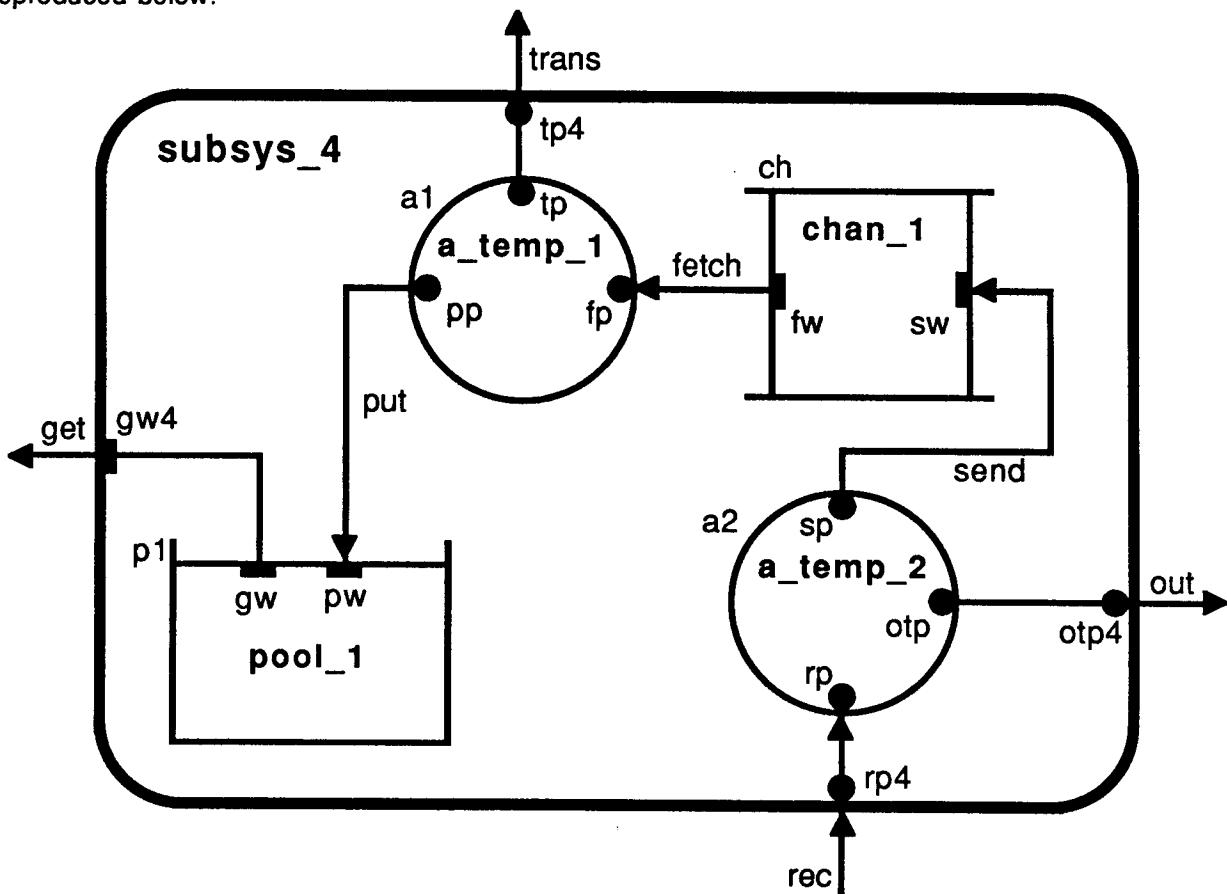 eproduced below:
trans
tp4
subsys_4
ch
a1
tp
chan_1
a_temp_1
fetch
pp
fp
fw
sw
put
get
gw4
send
a2
sp
p1
a_temp_2
gw
pw
out
otp
otp4
pool_1
rp
rp4
rec